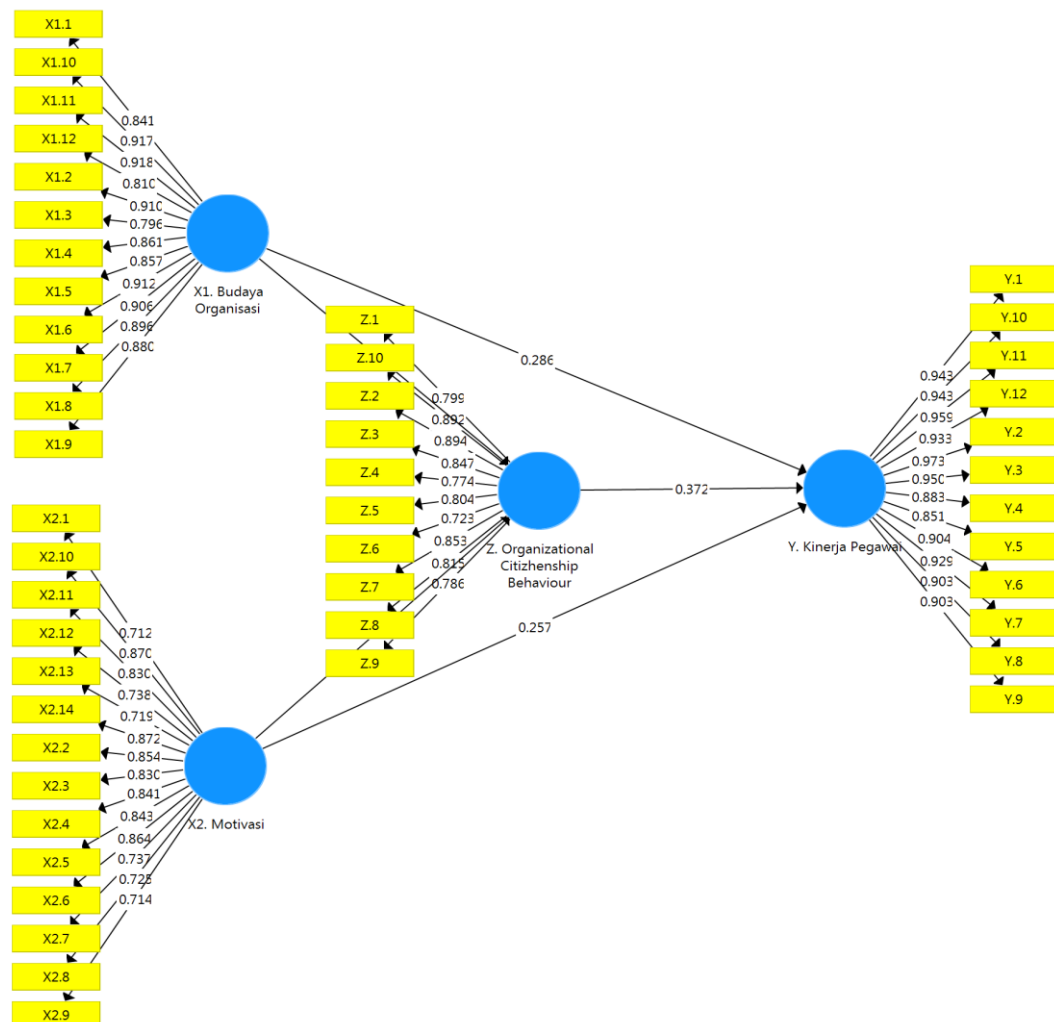 X1.1
X1.10
X1.11
X1.12
X1.2
X1.3
X1.4
X1.5
X1.6
X1.7
X1.8
X1.9
0.841
0.917
0.918
0.810
0.910
0.796
0.861
0.857
0.912
0.906
0.896
0.880
X1. Budaya
Organisasi
X2.1
X2.10
X2.11
X2.12
X2.13
X2.14
X2.2
X2.3
X2.4
X2.5
X2.6
X2.7
X2.8
X2.9
0.712
0.870
0.830
0.738
0.719
0.872
0.854
0.830
0.841
0.843
0.864
0.737
0.725
0.714
X2. Motivasi
Z.1
Z.10
Z.2
Z.3
Z.4
Z.5
Z.6
Z.7
Z.8
Z.9
0.799
0.892
0.894
0.847
0.774
0.804
0.723
0.853
0.815
0.786
Z. Organizational
Citizhenship
Behaviour
0.286
0.372
0.257
Y. Kinerja Pegawai
0.943
0.943
0.959
0.933
0.973
0.950
0.883
0.851
0.904
0.929
0.903
0.903
Y.1
Y.10
Y.11
Y.12
Y.2
Y.3
Y.4
Y.5
Y.6
Y.7
Y.8
Y.9